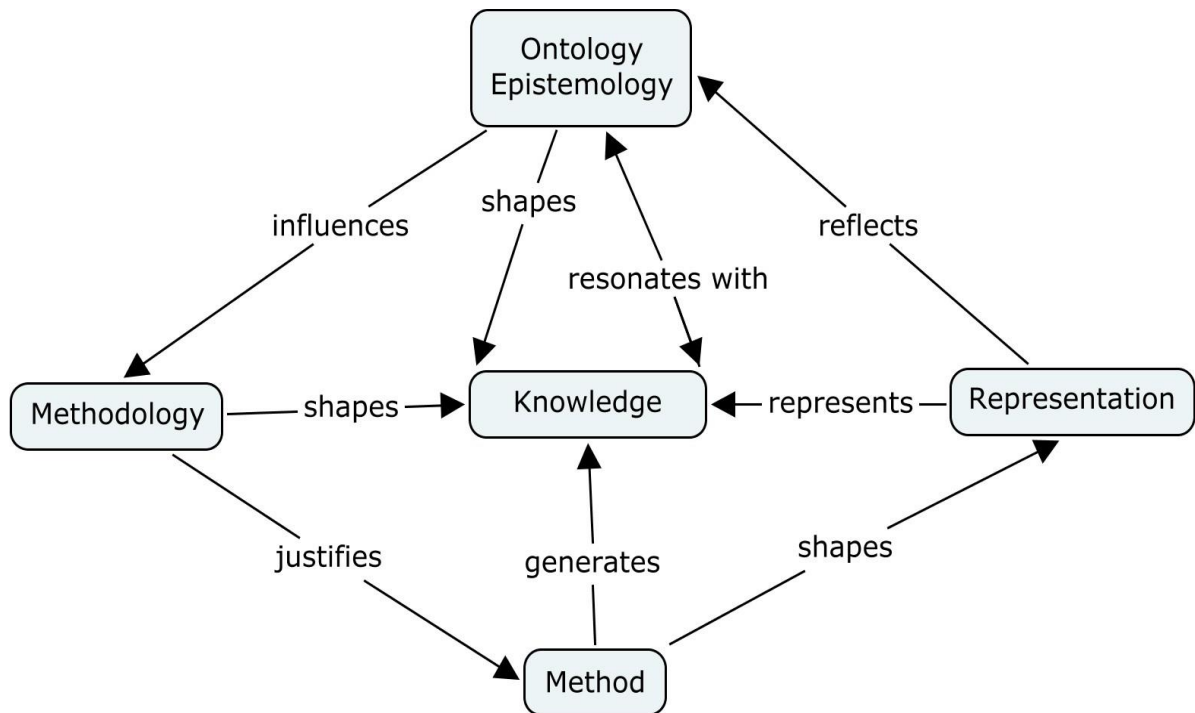 Ontology
Epistemology
shapes
influences
reflects
resonates with
Methodology
shapes
Knowledge
represents
Representation
justifies
generates
shapes
Method